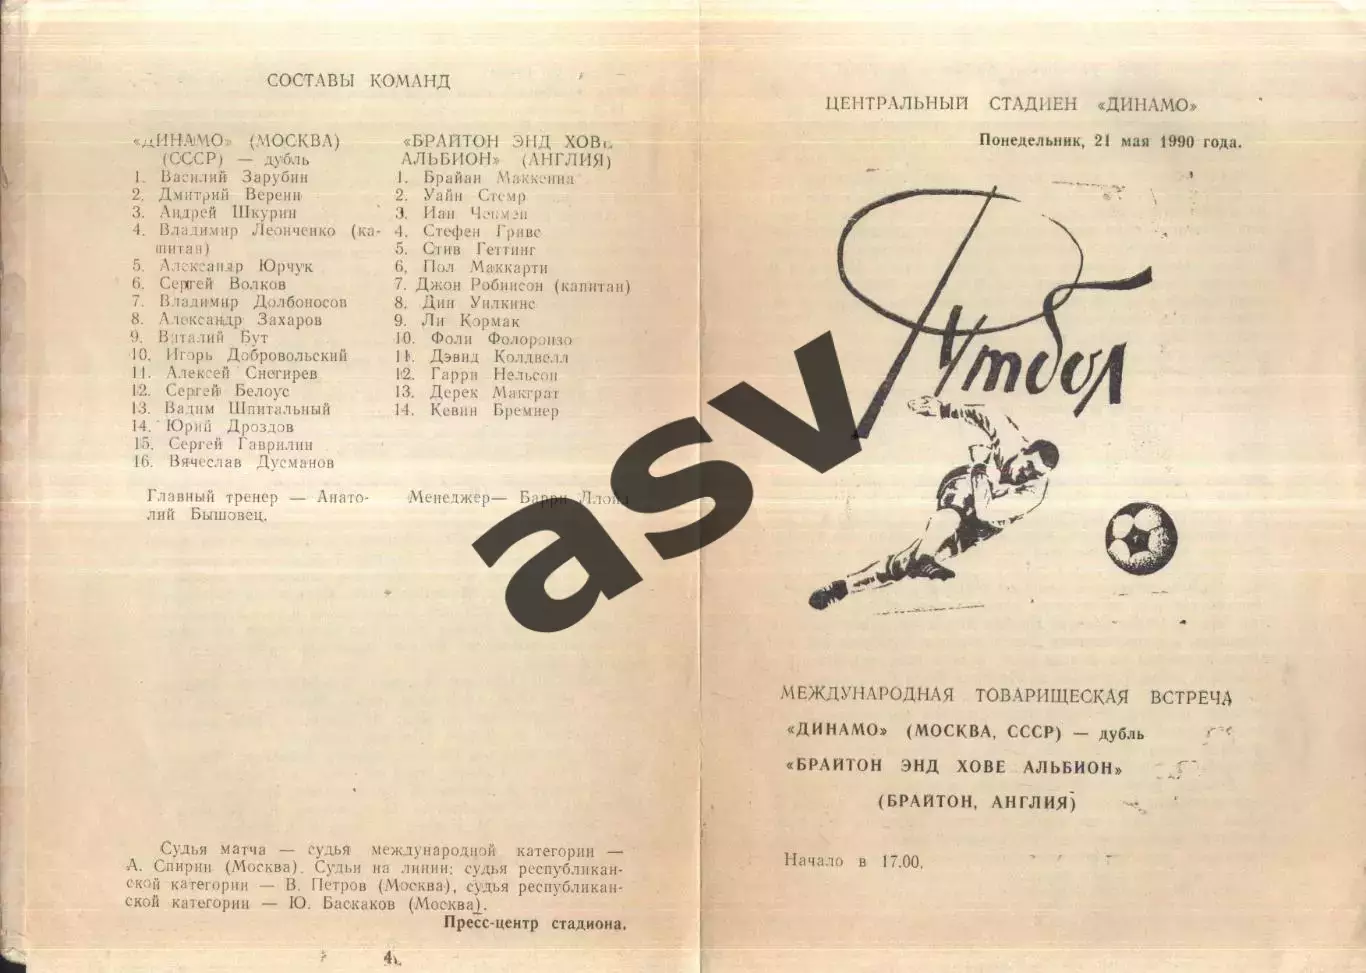 СОСТАВЫ КОМАНД
«ДИНАМО» (МОСКВА)
(СССР) — дубль
1. Василий Зарубин
2. Дмитрий Веренн
3. Андрей Шкурин
4. Владимир Леонченко (ка-
питан)
5. Александр Юрчук
6. Сергей Волков
7. Владимир Долбоносов
8. Александр Захаров
9. Виталий Бут
10. Игорь Добровольский
11. Алексей Снегирев
12. Сергей Белоус
13. Вадим Шпитальный
14. Юрий Дроздов
15. Сергей Гаврилин
16. Вячеслав Дусманов
Главный тренер — Анато-
лий Бышовец.
«БРАЙТОН ЭНД ХОВЕ
АЛЬБИОН» (АНГЛИЯ)
1. Брайан Маккенна
2. Уайн Стемр
3. Иан Чепмэн
4. Стефен Гривс
5. Стив Геттинг
6. Пол Маккарти
7. Джон Робинсон (капитан)
8. Дин Уилкинс
9. Ли Кормак
10. Фоли Фолоронзо
11. Дэвид Колдвелл
12. Гарри Нельсон
13. Дерек Макграт
14. Кевин Бремнер
Менеджер— Барри Ллойд
Судья матча — судья международной категории —
А. Спирин (Москва). Судьи на линии: судья республикан-
ской категории — В. Петров (Москва), судья республикан-
ской категории — Ю. Баскаков (Москва).
Пресс-центр стадиона.
4
ЦЕНТРАЛЬНЫЙ СТАДИЕН «ДИНАМО»
Понедельник, 21 мая 1990 года.
Футбол
МЕЖДУНАРОДНАЯ ТОВАРИЩЕСКАЯ ВСТРЕЧА
«ДИНАМО» (МОСКВА, СССР) — дубль
«БРАЙТОН ЭНД ХОВЕ АЛЬБИОН»
(БРАЙТОН, АНГЛИЯ)
Начало в 17.00.
asv